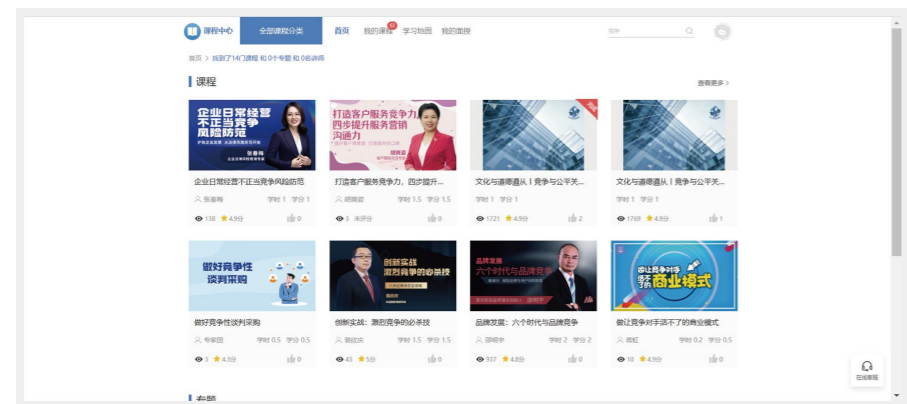 课程中心 全部课程分类 首页 我的课程 学习地图 我的面授
首页 > 找到了14门课程 和 0个专题 和 0名讲师
课程 查看更多 >
企业日常经营
不正当竞争
风险防范
张春梅
打造客户服务竞争力
四步提升服务营销
沟通力
胡爽姿
企业日常经营不正当竞争风险防范
打造客户服务竞争力，四步提升...
文化与道德遵从丨竞争与公平关...
文化与道德遵从丨竞争与公平关...
张春梅 学时 1 学分 1
学时 1.5 学分 1.5
学时 1 学分 1
学时 1 学分 1
138 4.9分 0
3 未评分 0
1721 4.9分 2
1769 4.9分 1
做好竞争性
谈判采购
创新实战
激烈竞争的必杀技
品牌发展
六个时代与品牌竞争
做让竞争对手
活不了的
商业模式
做好竞争性谈判采购
创新实战：激烈竞争的必杀技
品牌发展：六个时代与品牌竞争
做让竞争对手活不了的商业模式
专家团 学时 0.5 学分 0.5
学时 1.5 学分 1.5
学时 2 学分 2
周虹 学时 0.2 学分 0.5
3 4.3分 0
43 5分 0
937 4.8分 0
10 4.9分 0
在线客服
专题